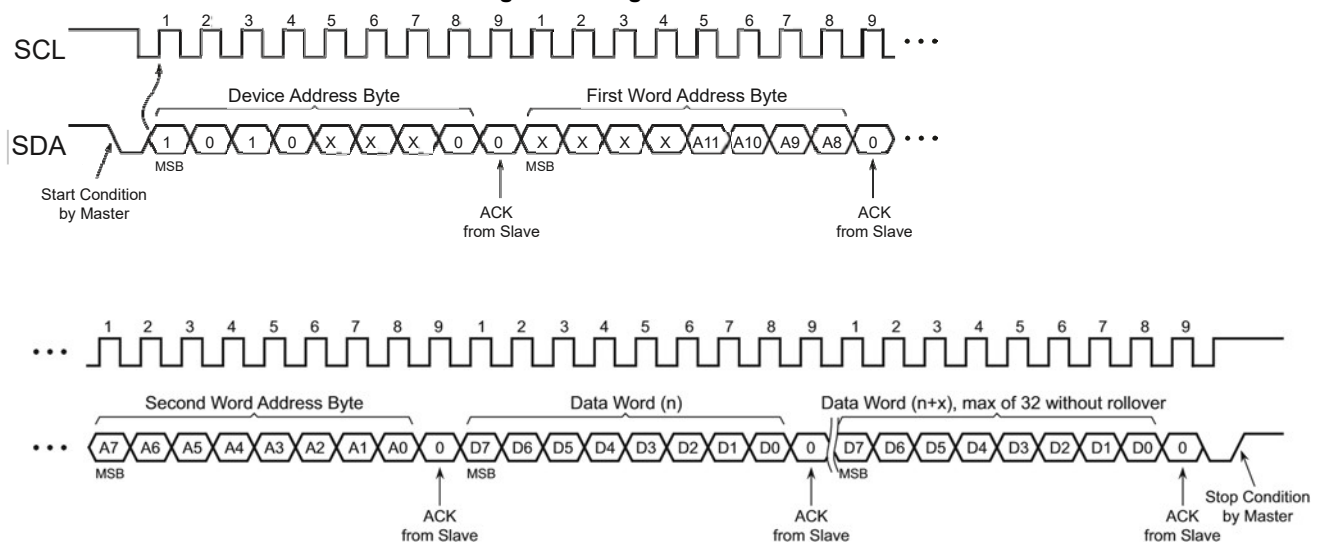 1 2 3 4 5 6 7 8 9 1 2 3 4 5 6 7 8 9
SCL
• • •
Device Address Byte First Word Address Byte
SDA 1 0 1 0 X X X 0 0 X X X X A11 A10 A9 A8 0 • • •
MSB MSB
Start Condition
by Master
ACK
from Slave
ACK
from Slave
1 2 3 4 5 6 7 8 9 1 2 3 4 5 6 7 8 9 1 2 3 4 5 6 7 8 9
• • •
Second Word Address Byte Data Word (n) Data Word (n+x), max of 32 without rollover
• • • A7 A6 A5 A4 A3 A2 A1 A0 0 D7 D6 D5 D4 D3 D2 D1 D0 0 D7 D6 D5 D4 D3 D2 D1 D0 0
MSB MSB MSB
ACK
from Slave
ACK
from Slave
ACK
from Slave
Stop Condition
by Master